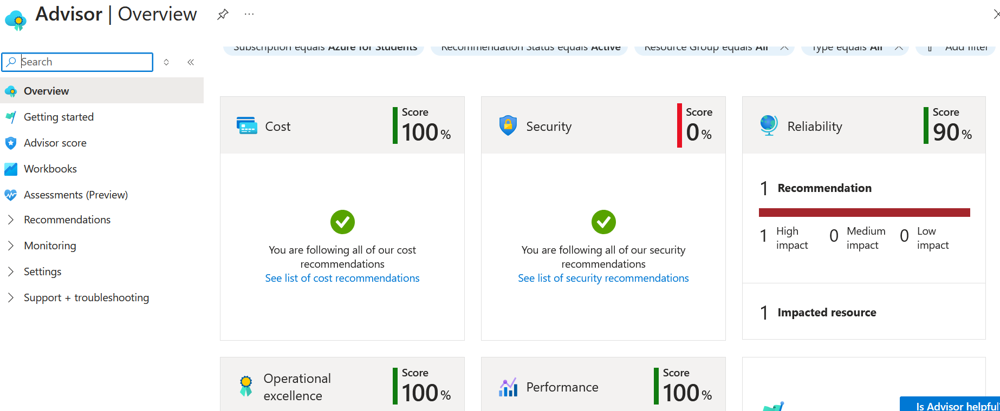 Advisor | Overview
Subscription equals Azure for Students
Recommendation Status equals Active
Resource Group equals All
Type equals All
Add filter
Search
Overview
Getting started
Advisor score
Workbooks
Assessments (Preview)
Recommendations
Monitoring
Settings
Support + troubleshooting
Cost
Score
100 %
You are following all of our cost
recommendations
See list of cost recommendations
Security
Score
0 %
You are following all of our security
recommendations
See list of security recommendations
Reliability
Score
90 %
1 Recommendation
1 High
impact
0 Medium
impact
0 Low
impact
1 Impacted resource
Operational
excellence
Score
100 %
Performance
Score
100 %
Is Advisor helpful?